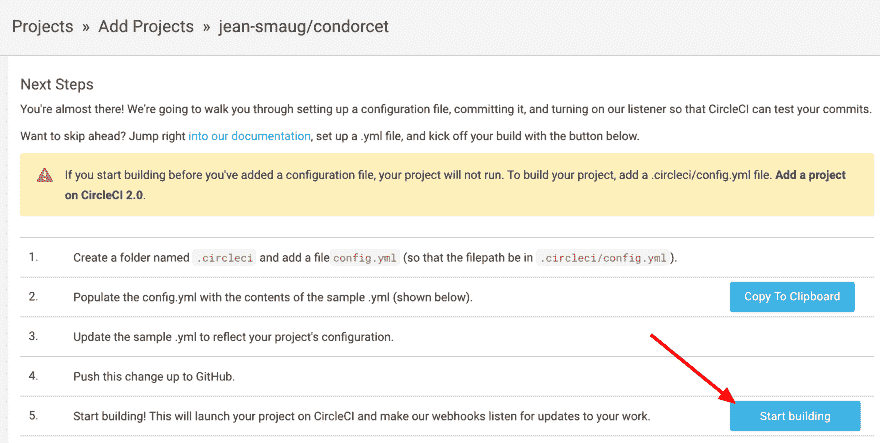 Projects » Add Projects » jean-smaug/condorcet
Next Steps
You're almost there! We're going to walk you through setting up a configuration file, committing it, and turning on our listener so that CircleCI can test your commits.
Want to skip ahead? Jump right into our documentation, set up a .yml file, and kick off your build with the button below.
If you start building before you've added a configuration file, your project will not run. To build your project, add a .circleci/config.yml file. Add a project
on CircleCI 2.0.
1. Create a folder named .circleci and add a file config.yml (so that the filepath be in .circleci/config.yml ).
2. Populate the config.yml with the contents of the sample .yml (shown below). Copy To Clipboard
3. Update the sample .yml to reflect your project's configuration.
4. Push this change up to GitHub.
5. Start building! This will launch your project on CircleCI and make our webhooks listen for updates to your work. Start building